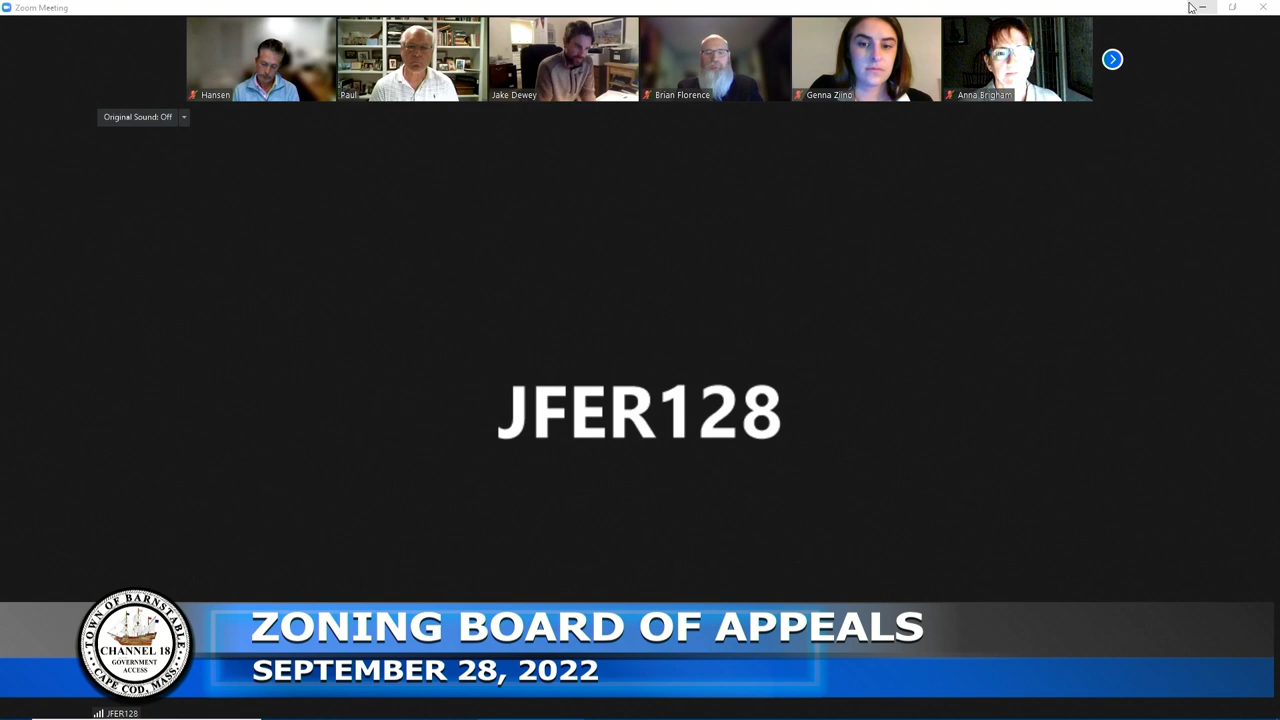 Zoom Meeting
Hansen
Paul
Jake Dewey
Brian Florence
Genna Ziino
Anna Brigham
Original Sound: Off
JFER128
TOWN OF BARNSTABLE
CHANNEL 18
GOVERNMENT
ACCESS
CAPE COD, MASS.
ZONING BOARD OF APPEALS
SEPTEMBER 28, 2022
JFER128